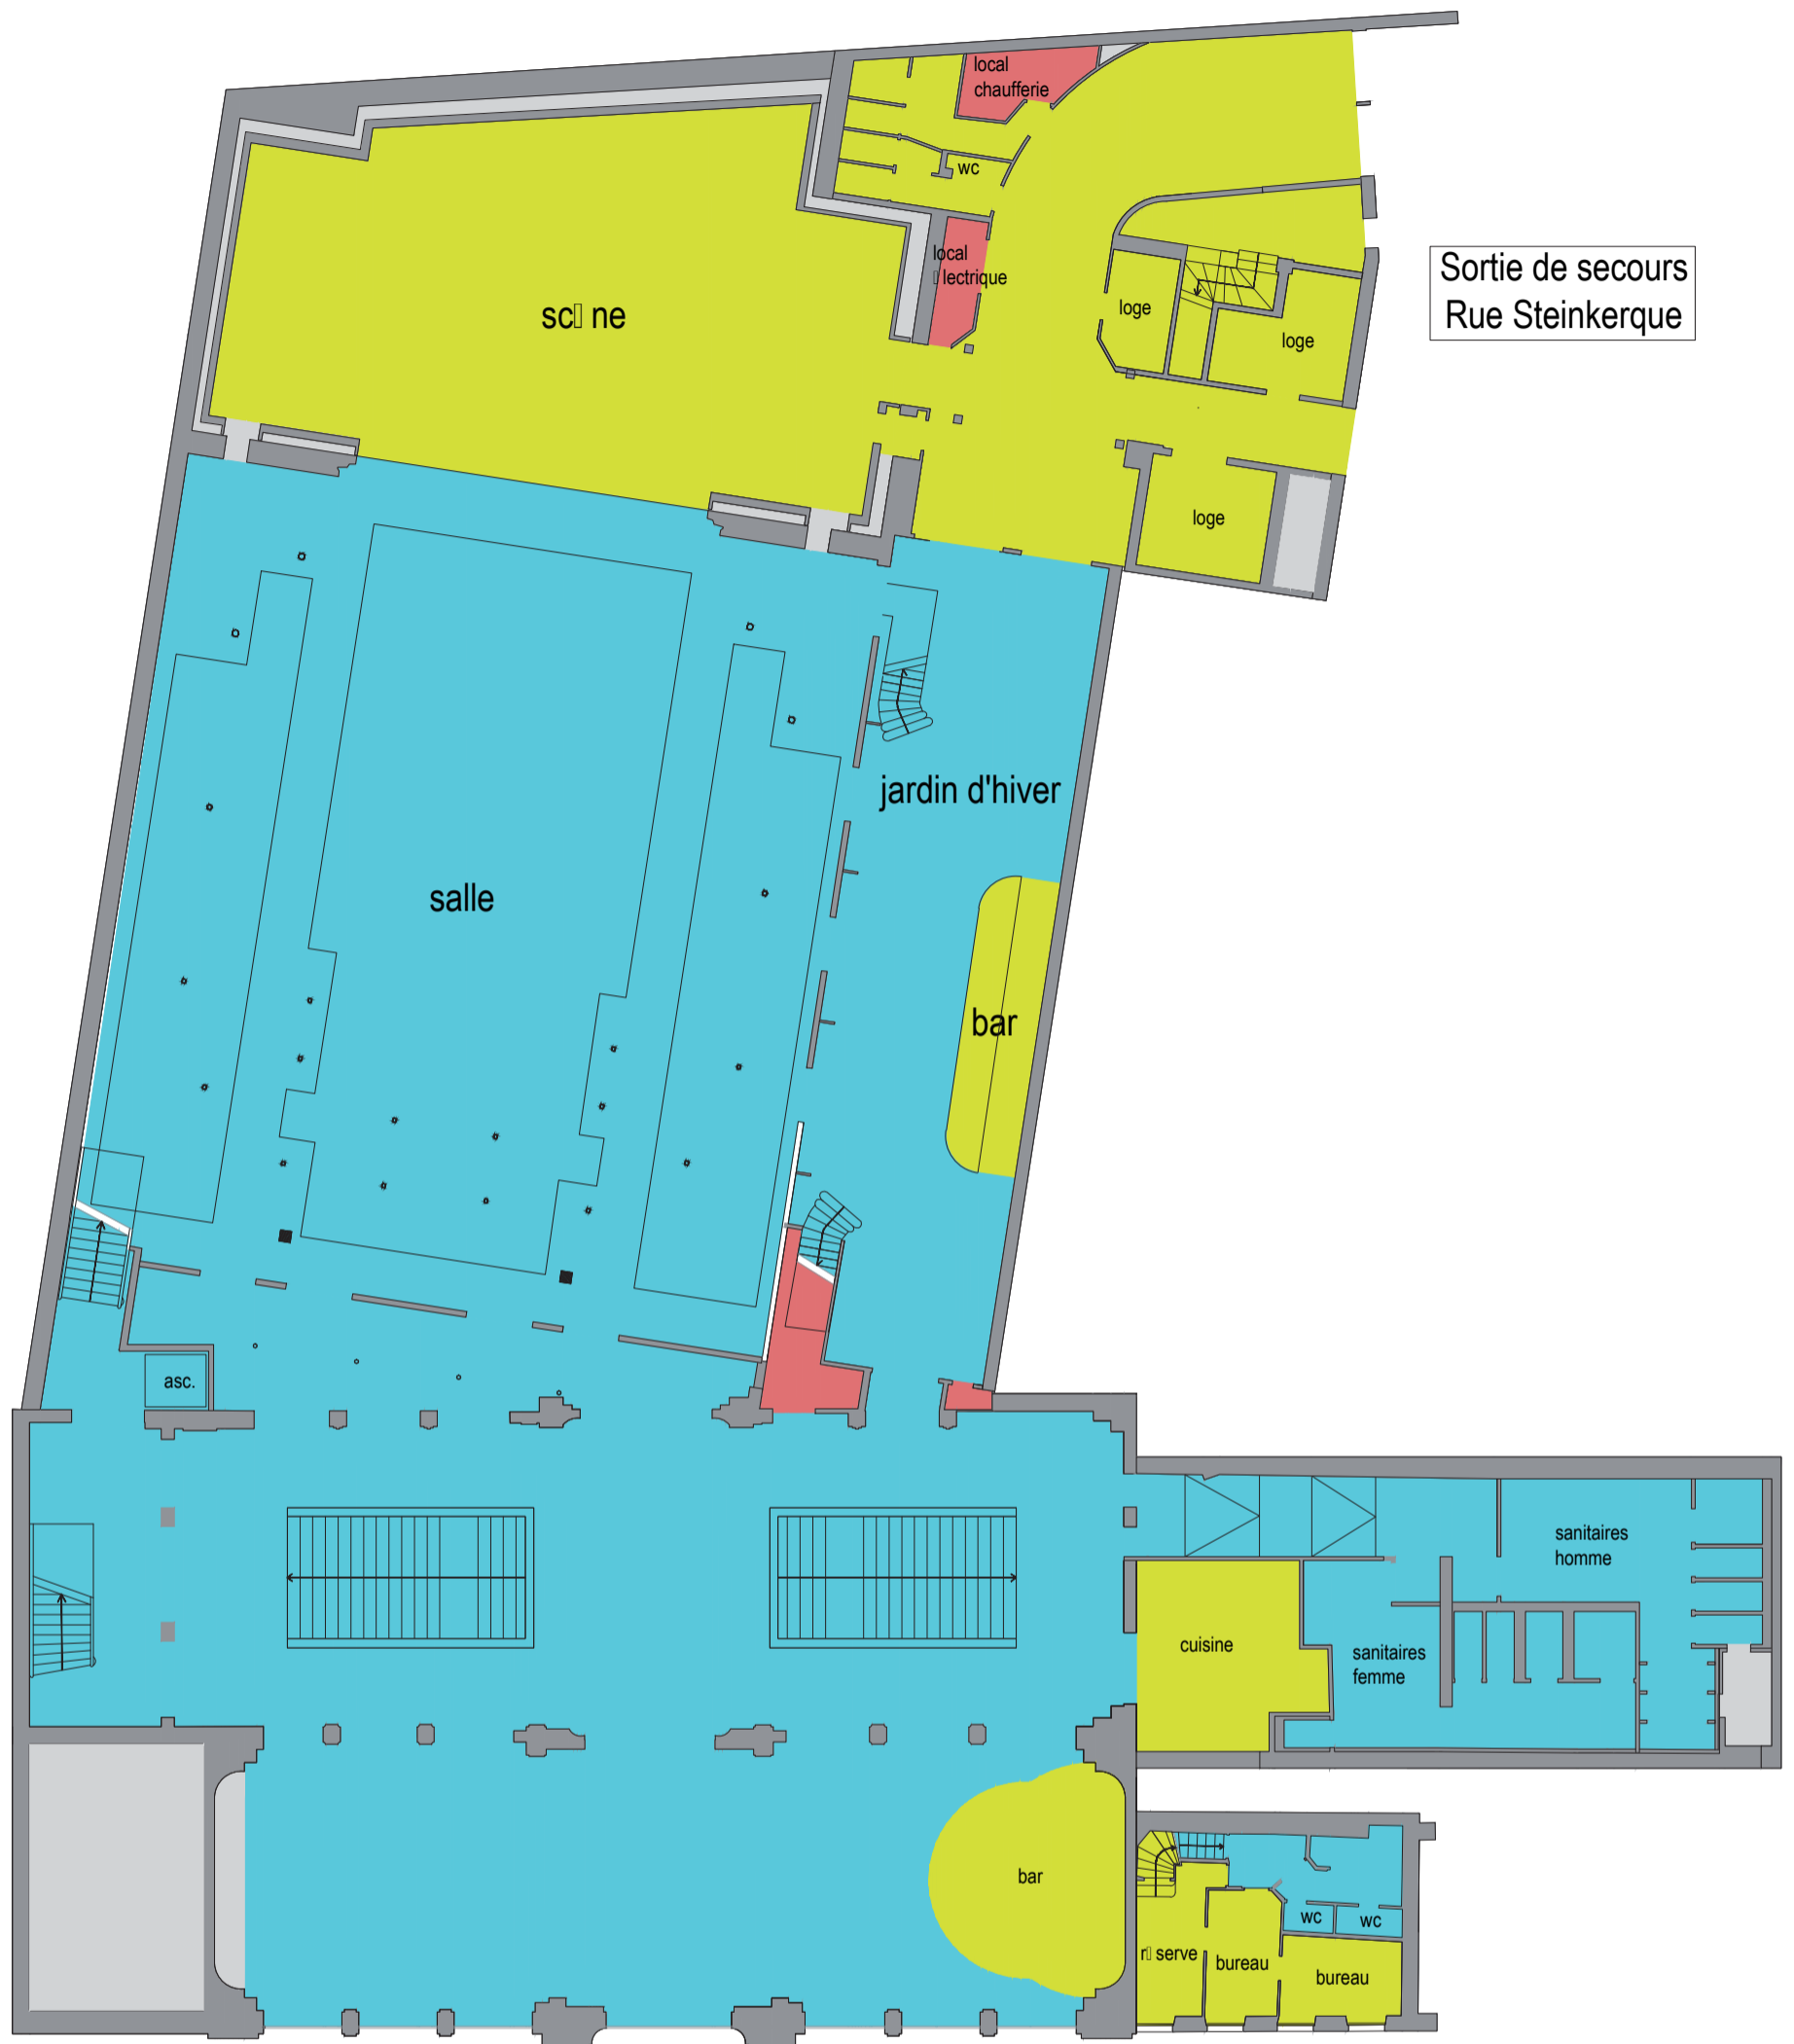 local
chaufferie
wc
local
▯ lectrique
Sortie de secours
Rue Steinkerque
sc▯ ne
loge
loge
loge
jardin d'hiver
salle
bar
asc.
sanitaires
homme
cuisine
sanitaires
femme
bar
wc
wc
r▯ serve
bureau
bureau